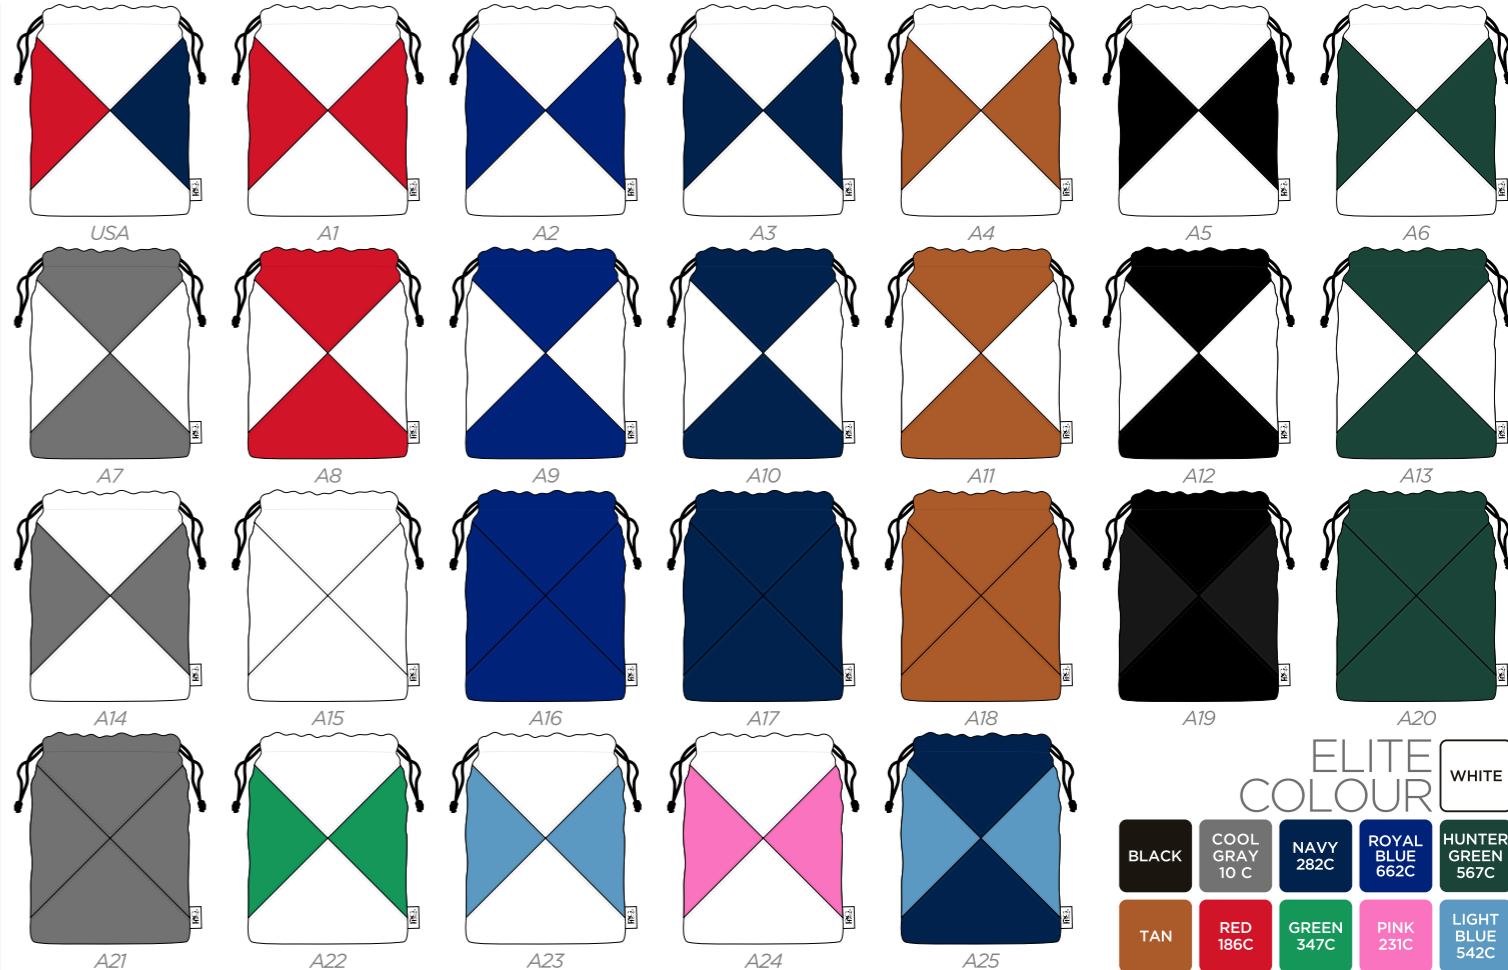 USA
A1
A2
A3
A4
A5
A6
A7
A8
A9
A10
A11
A12
A13
A14
A15
A16
A17
A18
A19
A20
A21
A22
A23
A24
A25
ELITE
COLOUR
WHITE
BLACK
COOL
GRAY
10 C
NAVY
282C
ROYAL
BLUE
662C
HUNTER
GREEN
567C
TAN
RED
186C
GREEN
347C
PINK
231C
LIGHT
BLUE
542C